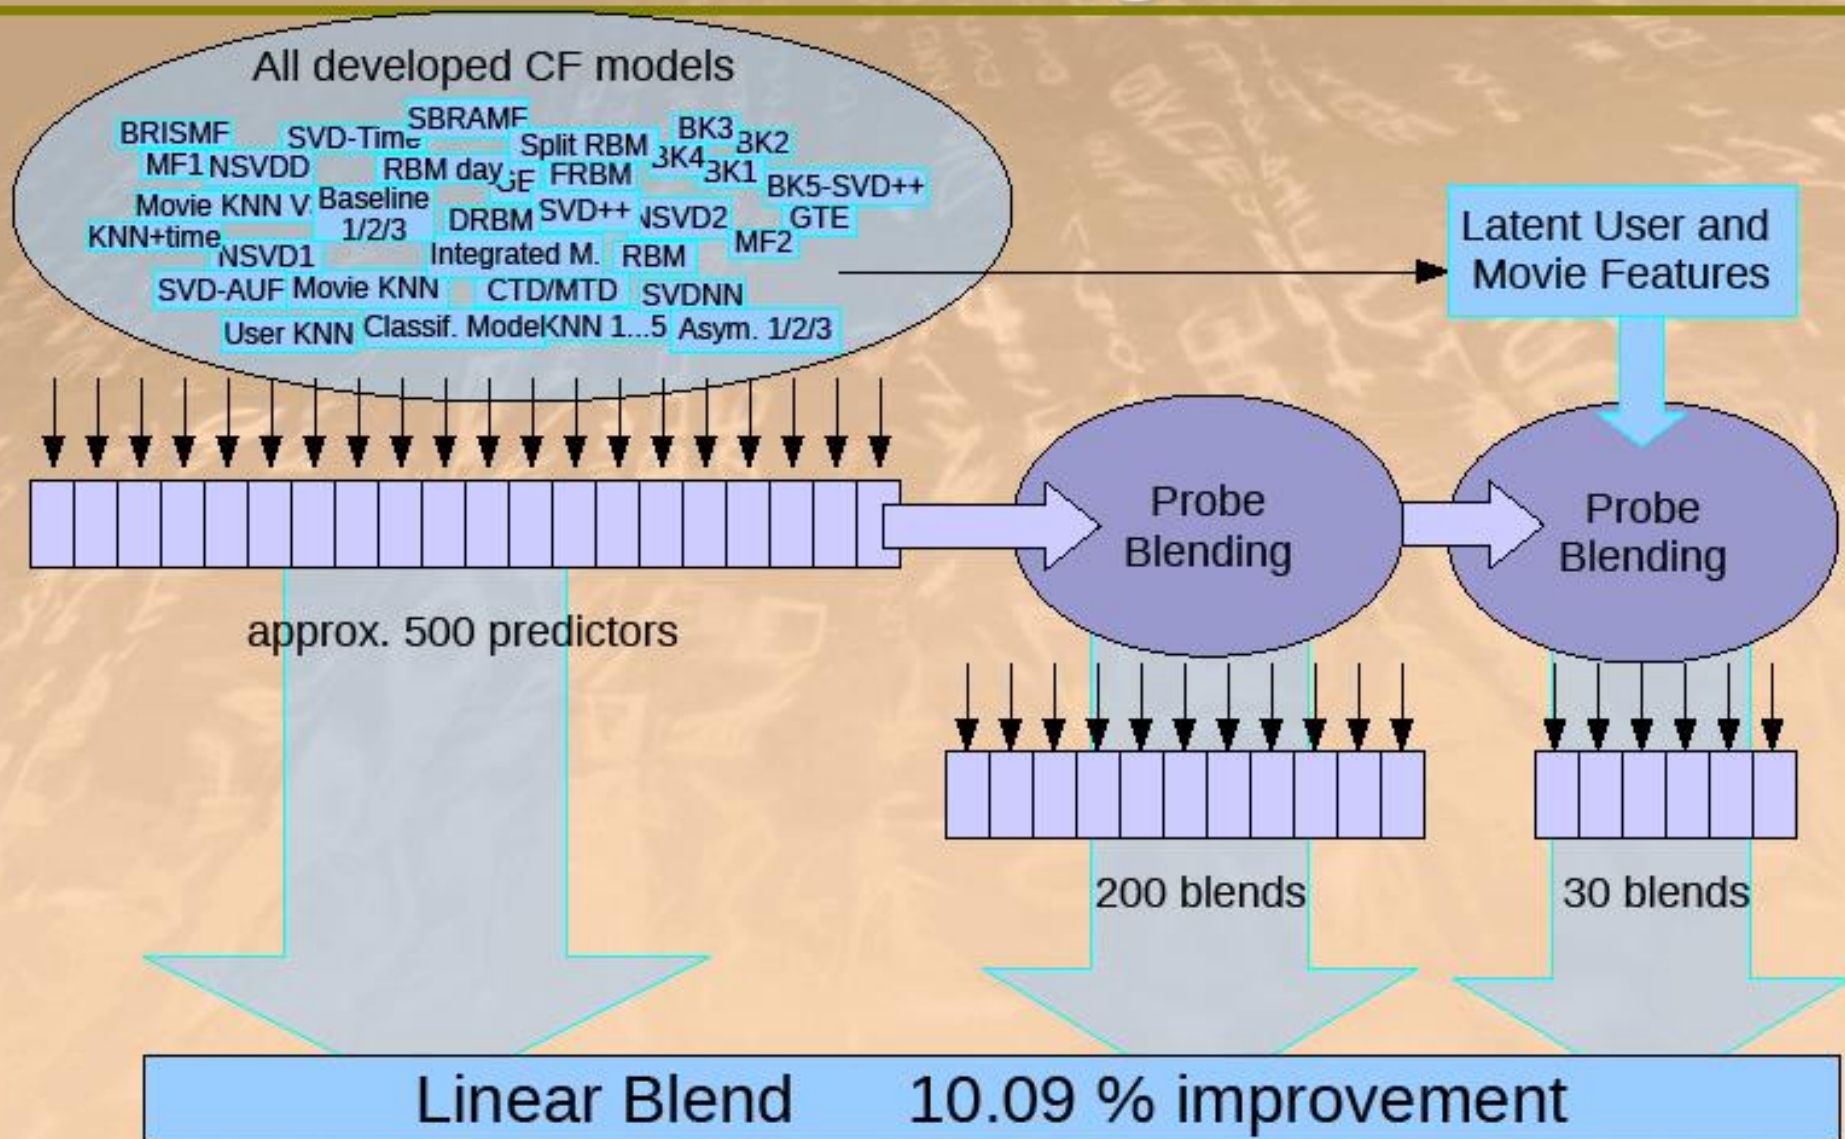 All developed CF models
SBRAMF
BRISMF
SVD-Time
Split RBM
BK3
BK2
MF1
NSVDD
RBM day
FRBM
BK4
BK1
BK5-SVD++
Movie KNN V
Baseline
1/2/3
DRBM
SVD++
NSVD2
GTE
KNN+time
NSVD1
Integrated M.
RBM
MF2
SVD-AUF
Movie KNN
CTD/MTD
SVDNN
User KNN
Classif. Mode
KNN 1...5
Asym. 1/2/3
Latent User and
Movie Features
Probe
Blending
Probe
Blending
approx. 500 predictors
200 blends
30 blends
Linear Blend 10.09 % improvement